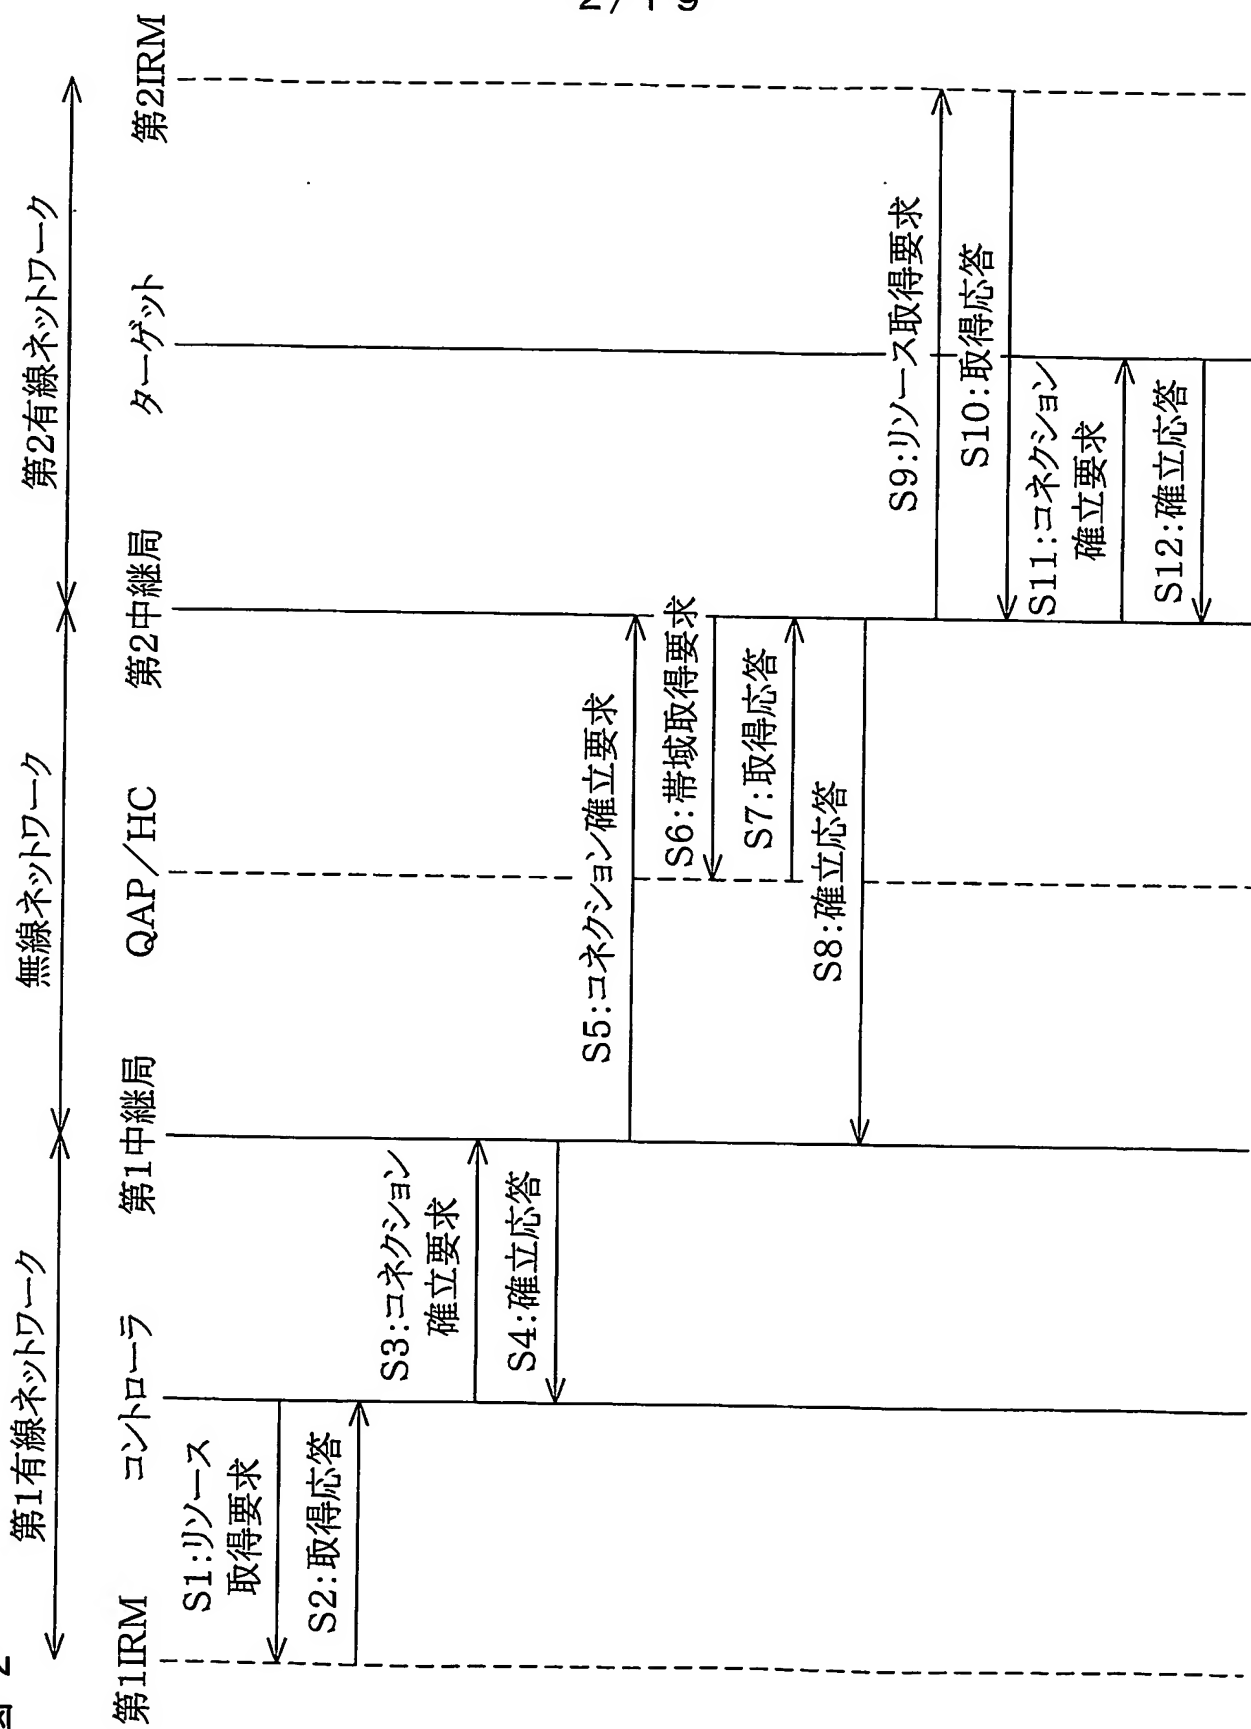 2/19
図 2
第1有線ネットワーク
無線ネットワーク
第2有線ネットワーク
第1IRM
コントローラ
第1中継局
QAP/HC
第2中継局
ターゲット
第2IRM
S1:リソース
取得要求
S2:取得応答
S3:コネクション
確立要求
S4:確立応答
S5:コネクション確立要求
S6:帯域取得要求
S7:取得応答
S8:確立応答
S9:リソース取得要求
S10:取得応答
S11:コネクション
確立要求
S12:確立応答